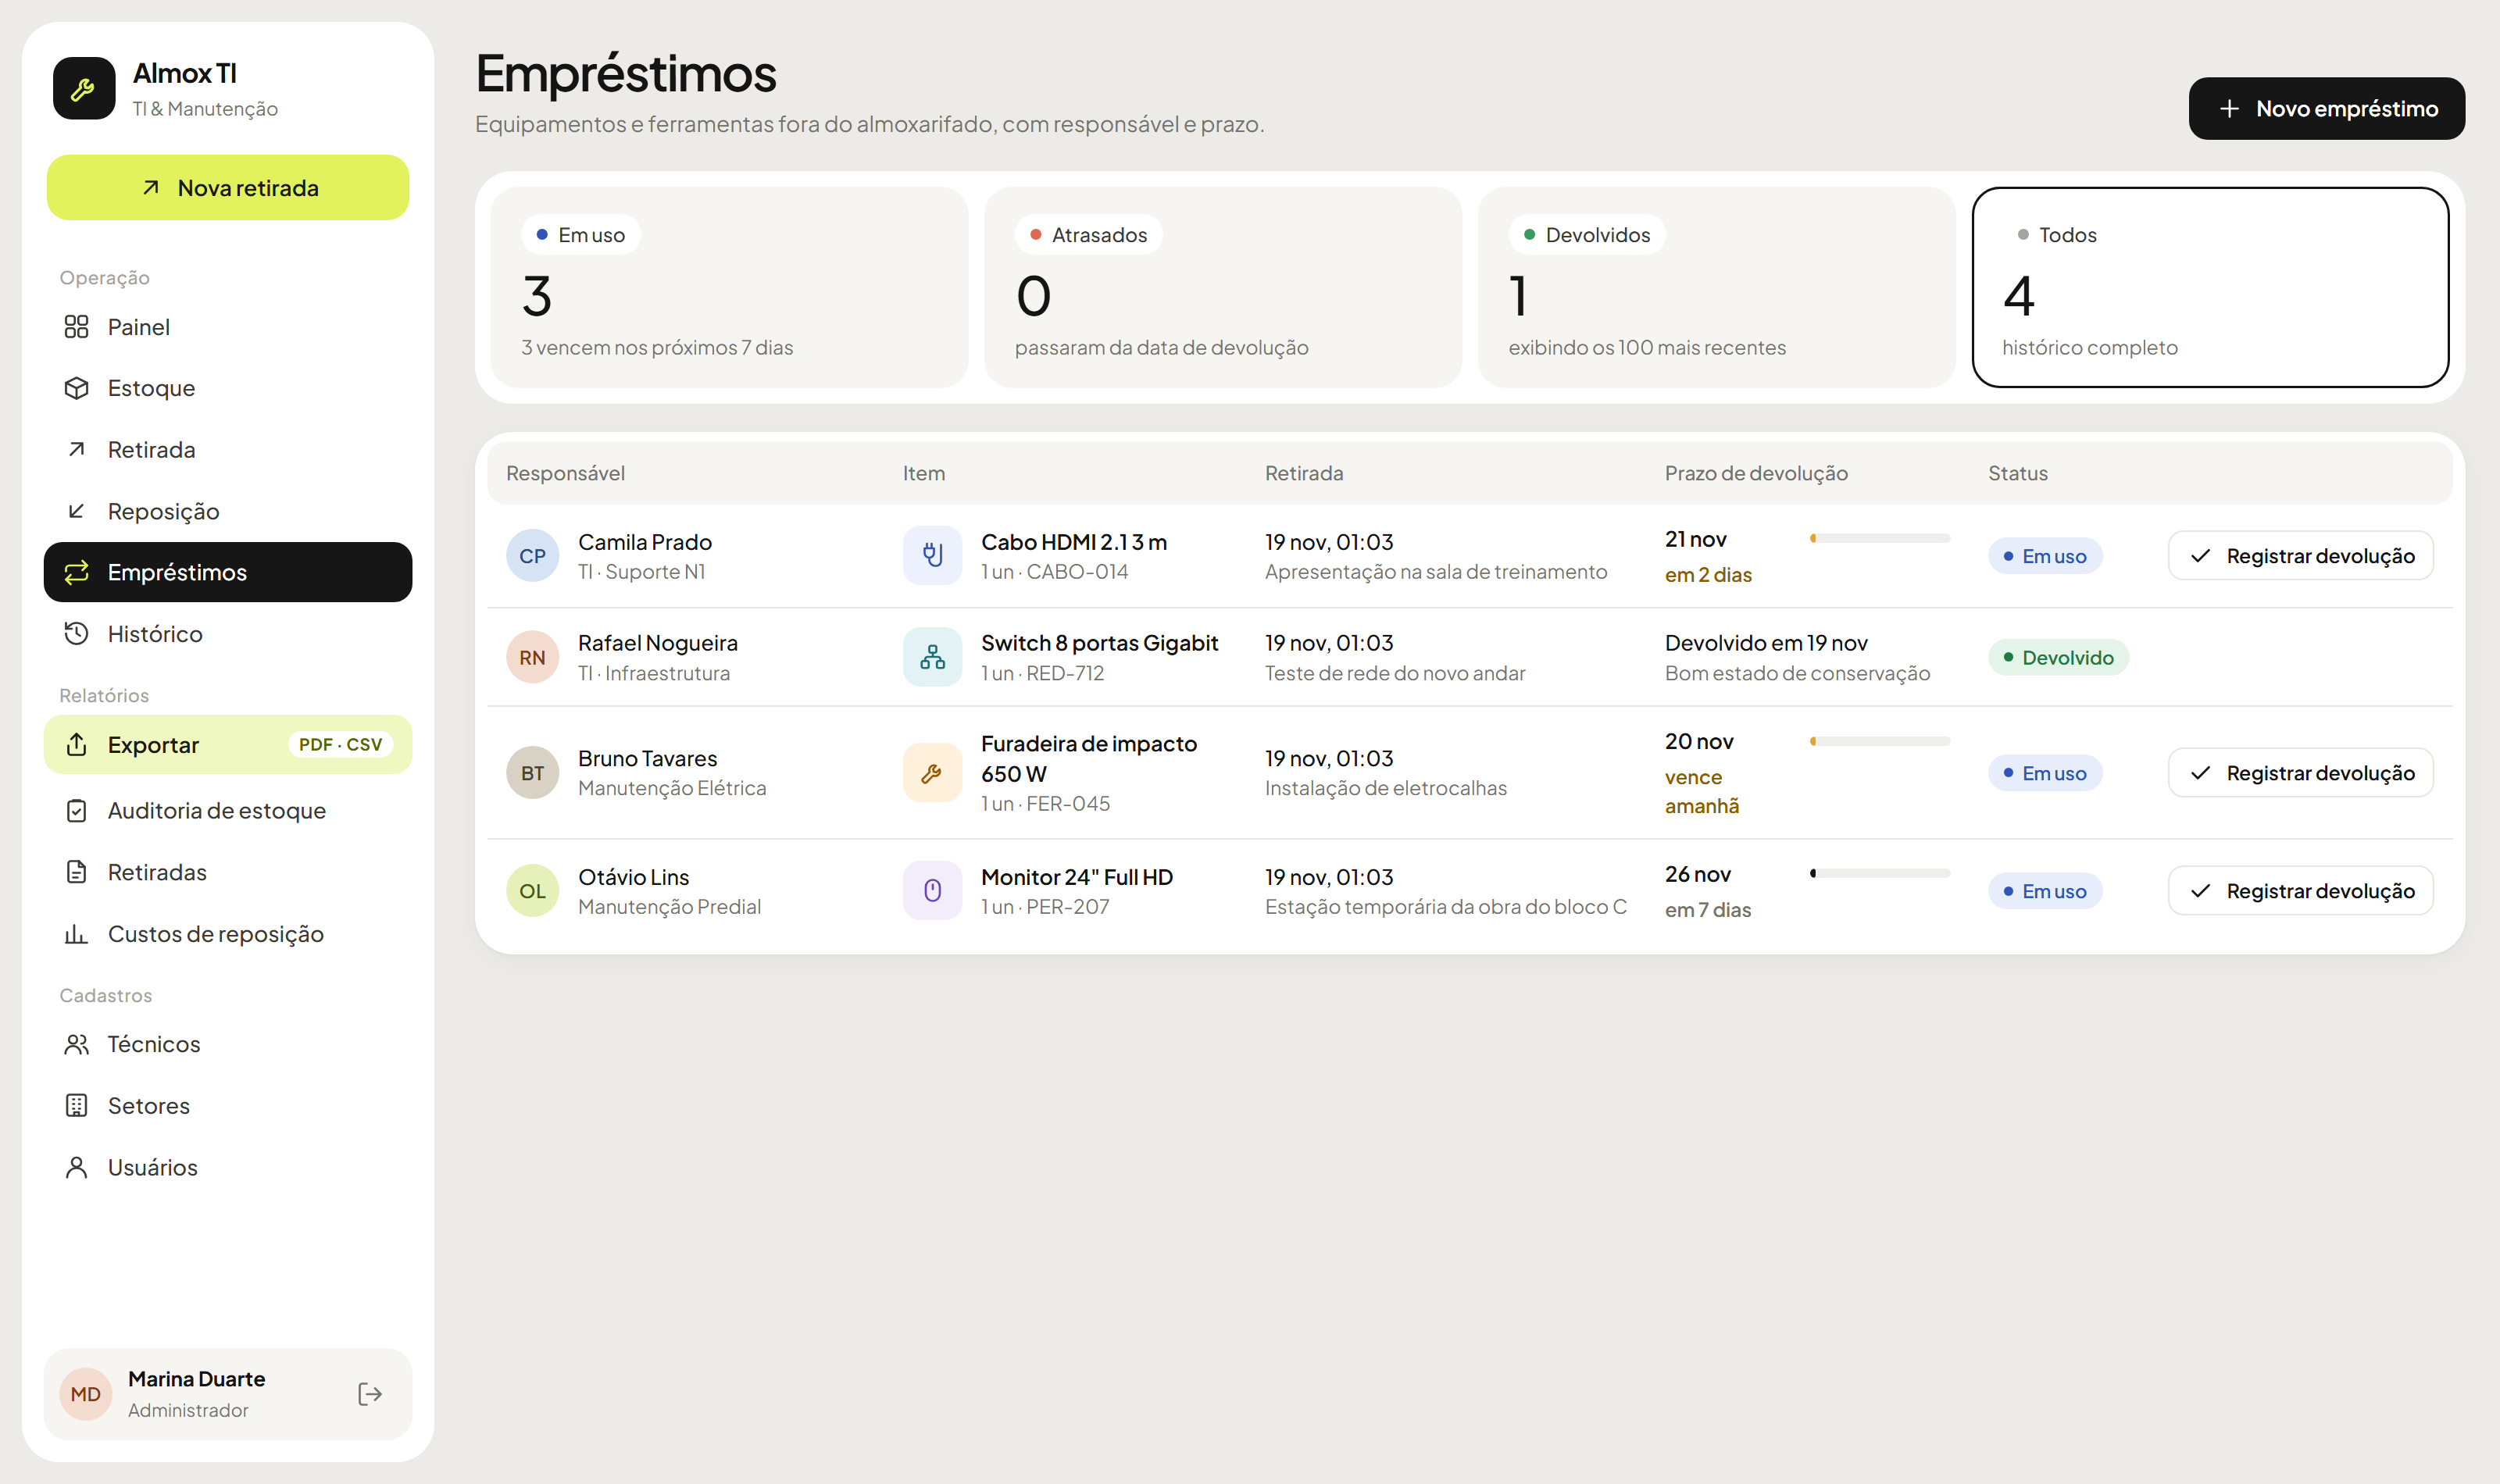 Almox TI
TI & Manutenção
Nova retirada
Operação
Painel
Estoque
Retirada
Reposição
Empréstimos
Histórico
Relatórios
Exportar
PDF · CSV
Auditoria de estoque
Retiradas
Custos de reposição
Cadastros
Técnicos
Setores
Usuários
MD
Marina Duarte
Administrador
Empréstimos
Equipamentos e ferramentas fora do almoxarifado, com responsável e prazo.
Novo empréstimo
Em uso
3
3 vencem nos próximos 7 dias
Atrasados
0
passaram da data de devolução
Devolvidos
1
exibindo os 100 mais recentes
Todos
4
histórico completo
Responsável
Item
Retirada
Prazo de devolução
Status
CP
Camila Prado
TI · Suporte N1
Cabo HDMI 2.1 3 m
1 un · CABO-014
19 nov, 01:03
Apresentação na sala de treinamento
21 nov
em 2 dias
Em uso
Registrar devolução
RN
Rafael Nogueira
TI · Infraestrutura
Switch 8 portas Gigabit
1 un · RED-712
19 nov, 01:03
Teste de rede do novo andar
Devolvido em 19 nov
Bom estado de conservação
Devolvido
BT
Bruno Tavares
Manutenção Elétrica
Furadeira de impacto
650 W
1 un · FER-045
19 nov, 01:03
Instalação de eletrocalhas
20 nov
vence
amanhã
Em uso
Registrar devolução
OL
Otávio Lins
Manutenção Predial
Monitor 24" Full HD
1 un · PER-207
19 nov, 01:03
Estação temporária da obra do bloco C
26 nov
em 7 dias
Em uso
Registrar devolução